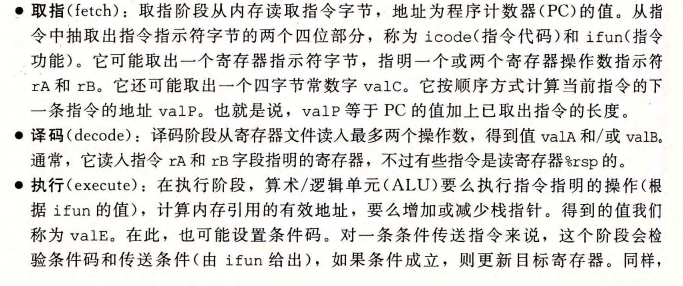 ● 取指(fetch)：取指阶段从内存读取指令字节，地址为程序计数器(PC)的值。从指
令中抽取出指令指示符字节的两个四位部分，称为 icode(指令代码)和 ifun(指令
功能)。它可能取出一个寄存器指示符字节，指明一个或两个寄存器操作数指示符
rA 和 rB。它还可能取出一个四字节常数字 valC。它按顺序方式计算当前指令的下
一条指令的地址 valP。也就是说，valP 等于 PC 的值加上已取出指令的长度。
● 译码(decode)：译码阶段从寄存器文件读入最多两个操作数，得到值 valA 和/或 valB。
通常，它读入指令 rA 和 rB 字段指明的寄存器，不过有些指令是读寄存器%rsp 的。
● 执行(execute)：在执行阶段，算术/逻辑单元(ALU)要么执行指令指明的操作(根
据 ifun 的值)，计算内存引用的有效地址，要么增加或减少栈指针。得到的值我们
称为 valE。在此，也可能设置条件码。对一条条件传送指令来说，这个阶段会检
验条件码和传送条件(由 ifun 给出)，如果条件成立，则更新目标寄存器。同样，